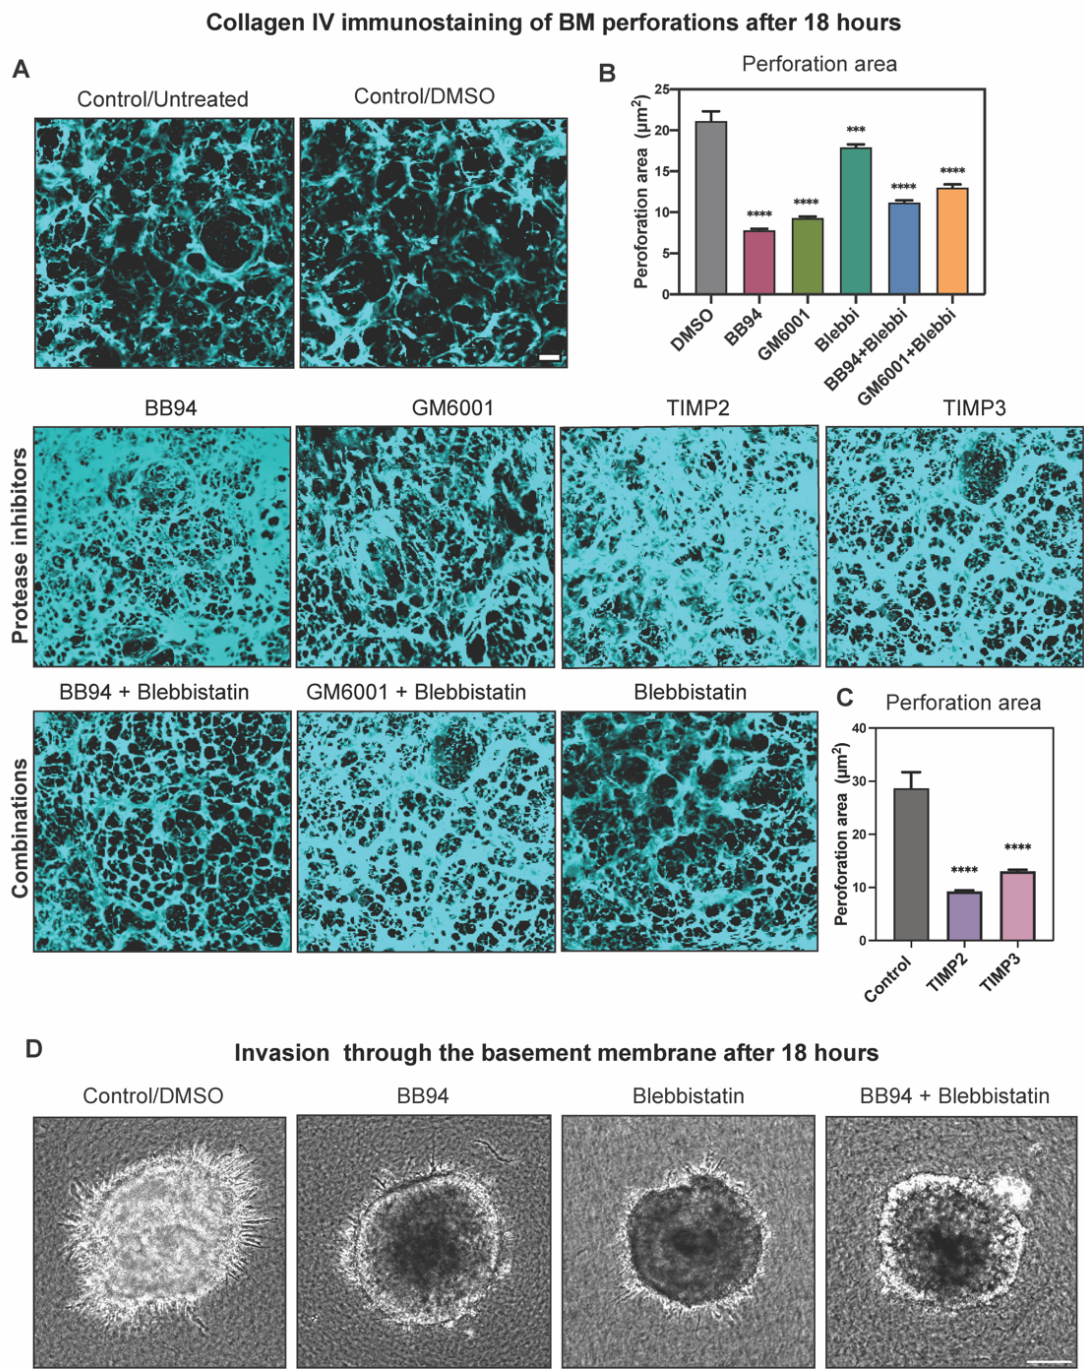 Collagen IV immunostaining of BM perforations after 18 hours
A
Control/Untreated
Control/DMSO
B
Perforation area
Peroforation area (µm²)
25
20
15
10
5
0
****
****
***
****
****
DMSO
BB94
GM6001
Blebbi
BB94+Blebbi
GM6001+Blebbi
Protease inhibitors
BB94
GM6001
TIMP2
TIMP3
Combinations
BB94 + Blebbistatin
GM6001 + Blebbistatin
Blebbistatin
C
Perforation area
Peroforation area (µm²)
40
30
20
10
0
****
****
Control
TIMP2
TIMP3
D
Invasion through the basement membrane after 18 hours
Control/DMSO
BB94
Blebbistatin
BB94 + Blebbistatin